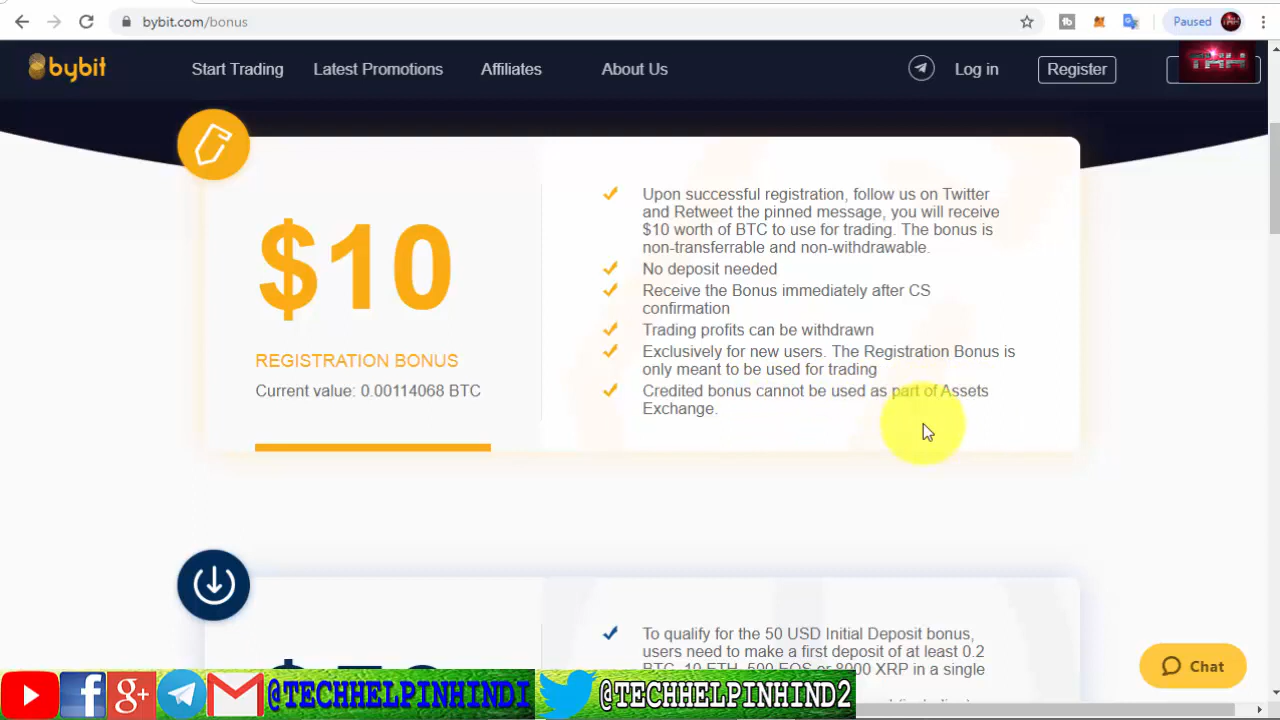 bybit.com/bonus
Paused
bybit
Start Trading
Latest Promotions
Affiliates
About Us
Log in
Register
THH
$10
REGISTRATION BONUS
Current value: 0.00114068 BTC
Upon successful registration, follow us on Twitter
and Retweet the pinned message, you will receive
$10 worth of BTC to use for trading. The bonus is
non-transferrable and non-withdrawable.
No deposit needed
Receive the Bonus immediately after CS
confirmation
Trading profits can be withdrawn
Exclusively for new users. The Registration Bonus is
only meant to be used for trading
Credited bonus cannot be used as part of Assets
Exchange.
To qualify for the 50 USD Initial Deposit bonus,
users need to make a first deposit of at least 0.2
BTC, 10 ETH, 500 EOS or 8000 XRP in a single
Chat
@TECHHELPINHINDI
@TECHHELPINHIND2